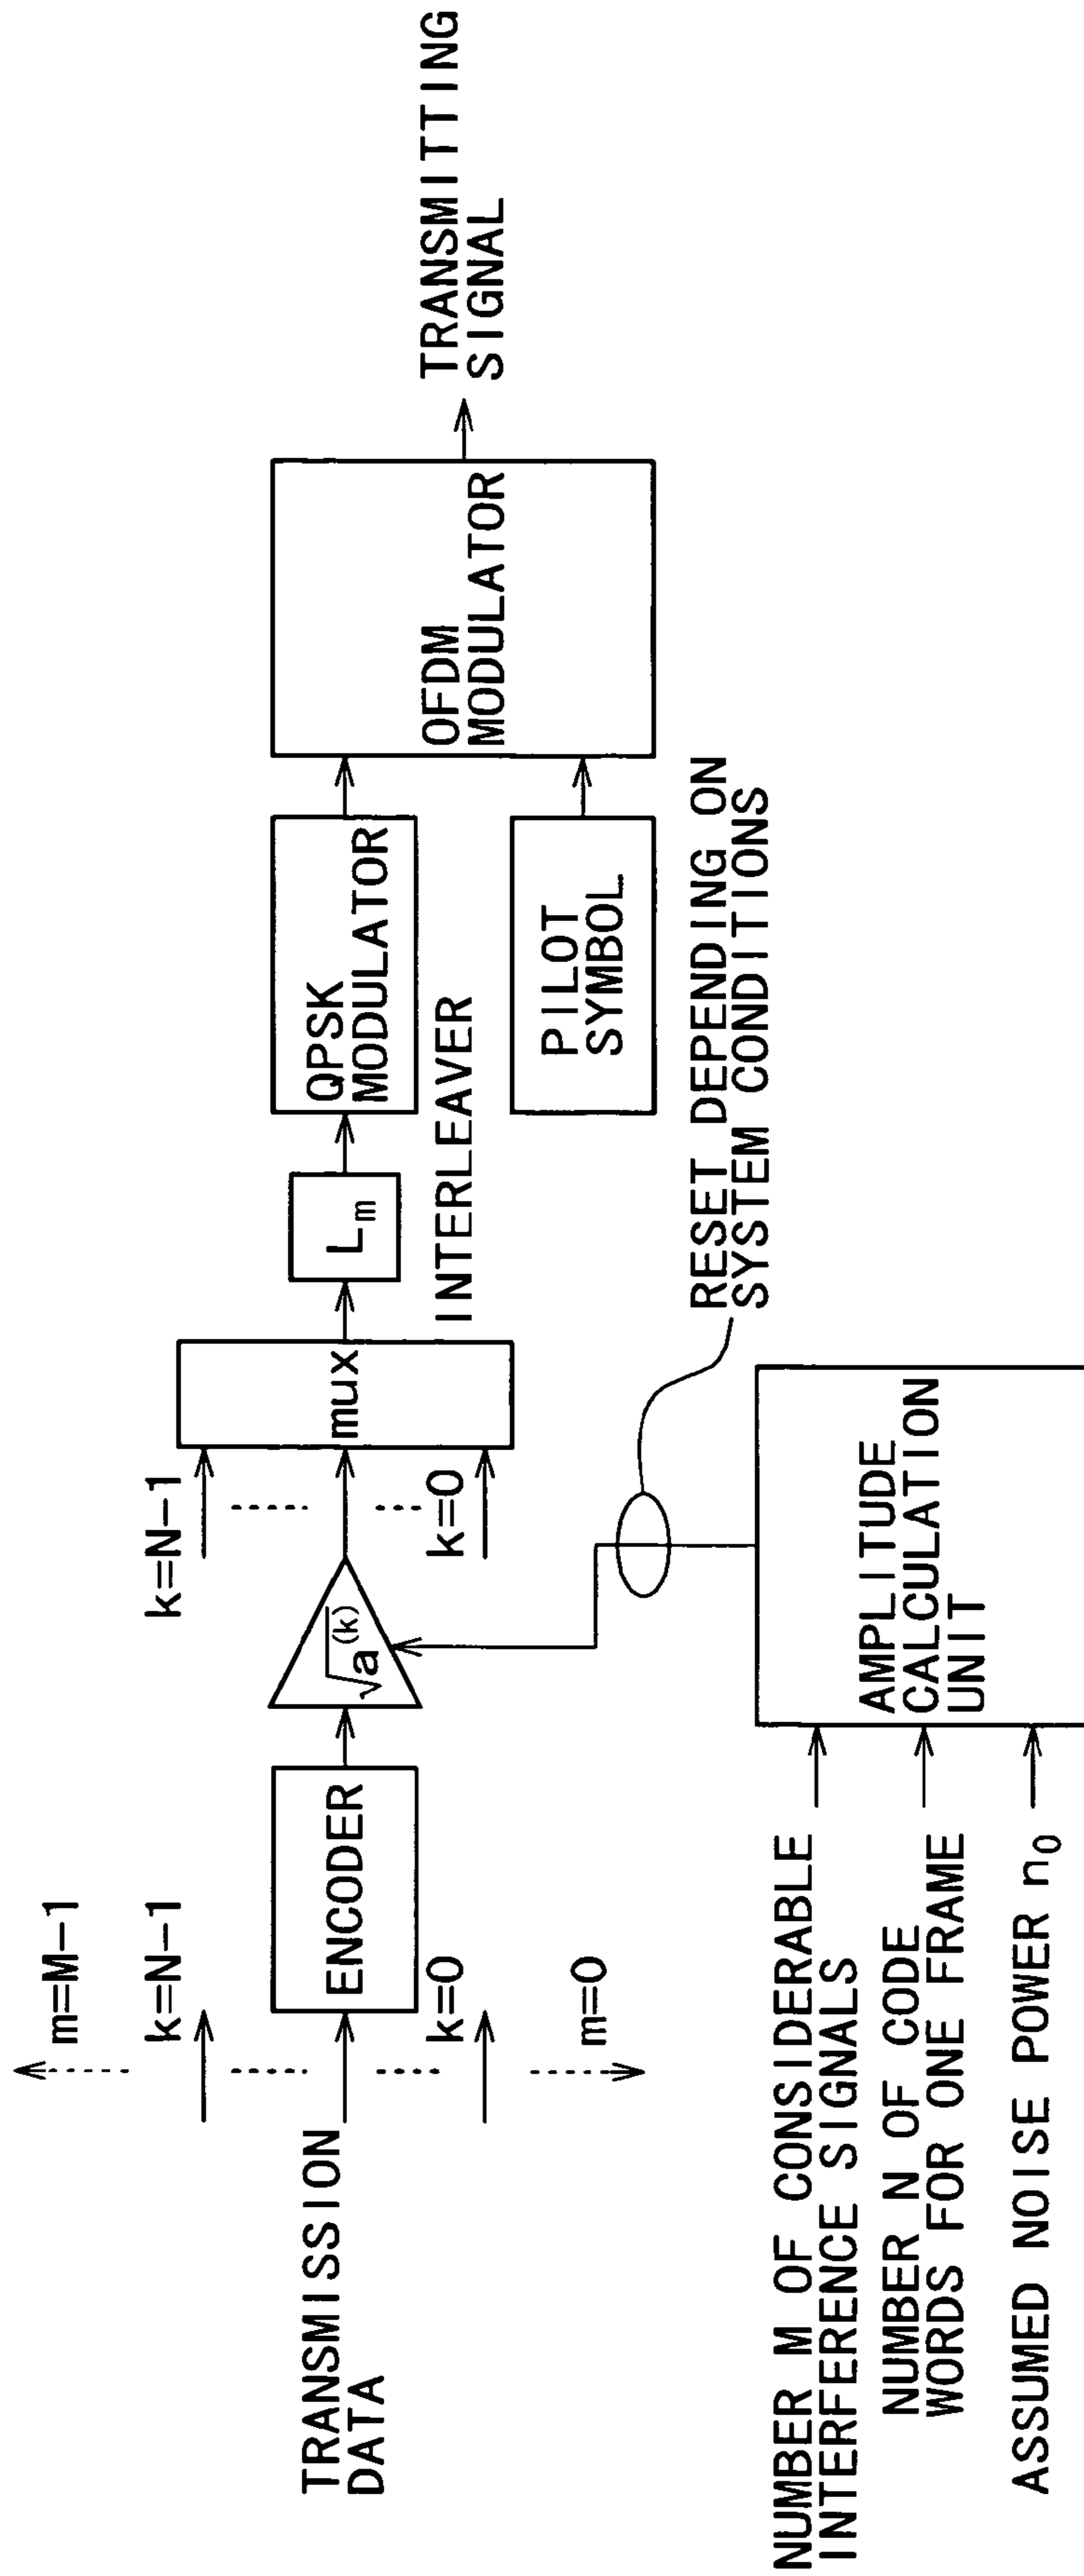 m=M-1
k=N-1
TRANSMISSION
DATA
k=0
m=0
ENCODER
√a(k)
k=N-1
k=0
mux
Lm
INTERLEAVER
QPSK
MODULATOR
PILOT
SYMBOL
OFDM
MODULATOR
TRANSMITTING
SIGNAL
RESET DEPENDING ON
SYSTEM CONDITIONS
NUMBER M OF CONSIDERABLE
INTERFERENCE SIGNALS
NUMBER N OF CODE
WORDS FOR ONE FRAME
ASSUMED NOISE POWER n0
AMPLITUDE
CALCULATION
UNIT